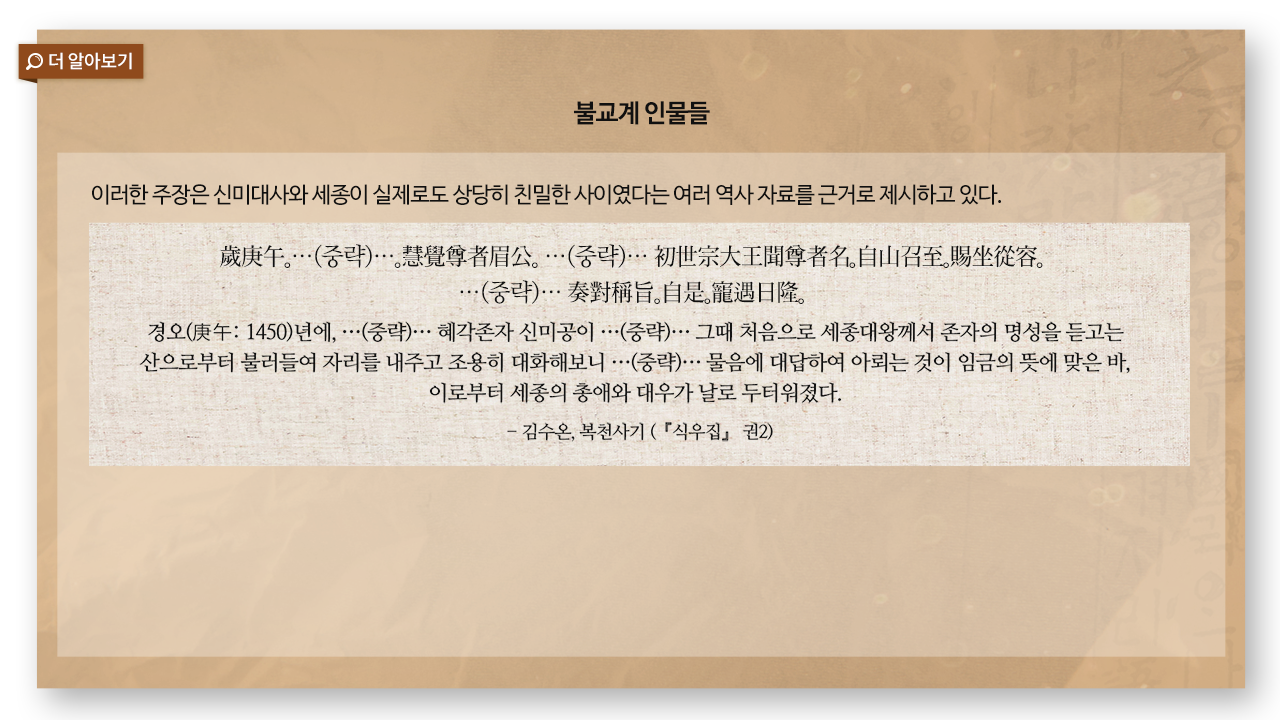 더 알아보기
불교계 인물들
이러한 주장은 신미대사와 세종이 실제로도 상당히 친밀한 사이였다는 여러 역사 자료를 근거로 제시하고 있다.
歲庚午。…(중략)…。慧覺尊者眉公。…(중략)… 初世宗大王聞尊者名。自山召至。賜坐從容。
…(중략)… 奏對稱旨。自是。寵遇日隆。
경오(庚午: 1450)년에, …(중략)… 혜각존자 신미공이 …(중략)… 그때 처음으로 세종대왕께서 존자의 명성을 듣고는
산으로부터 불러들여 자리를 내주고 조용히 대화해보니 …(중략)… 물음에 대답하여 아뢰는 것이 임금의 뜻에 맞은 바,
이로부터 세종의 총애와 대우가 날로 두터워졌다.
– 김수온, 복천사기 (『식우집』 권2)